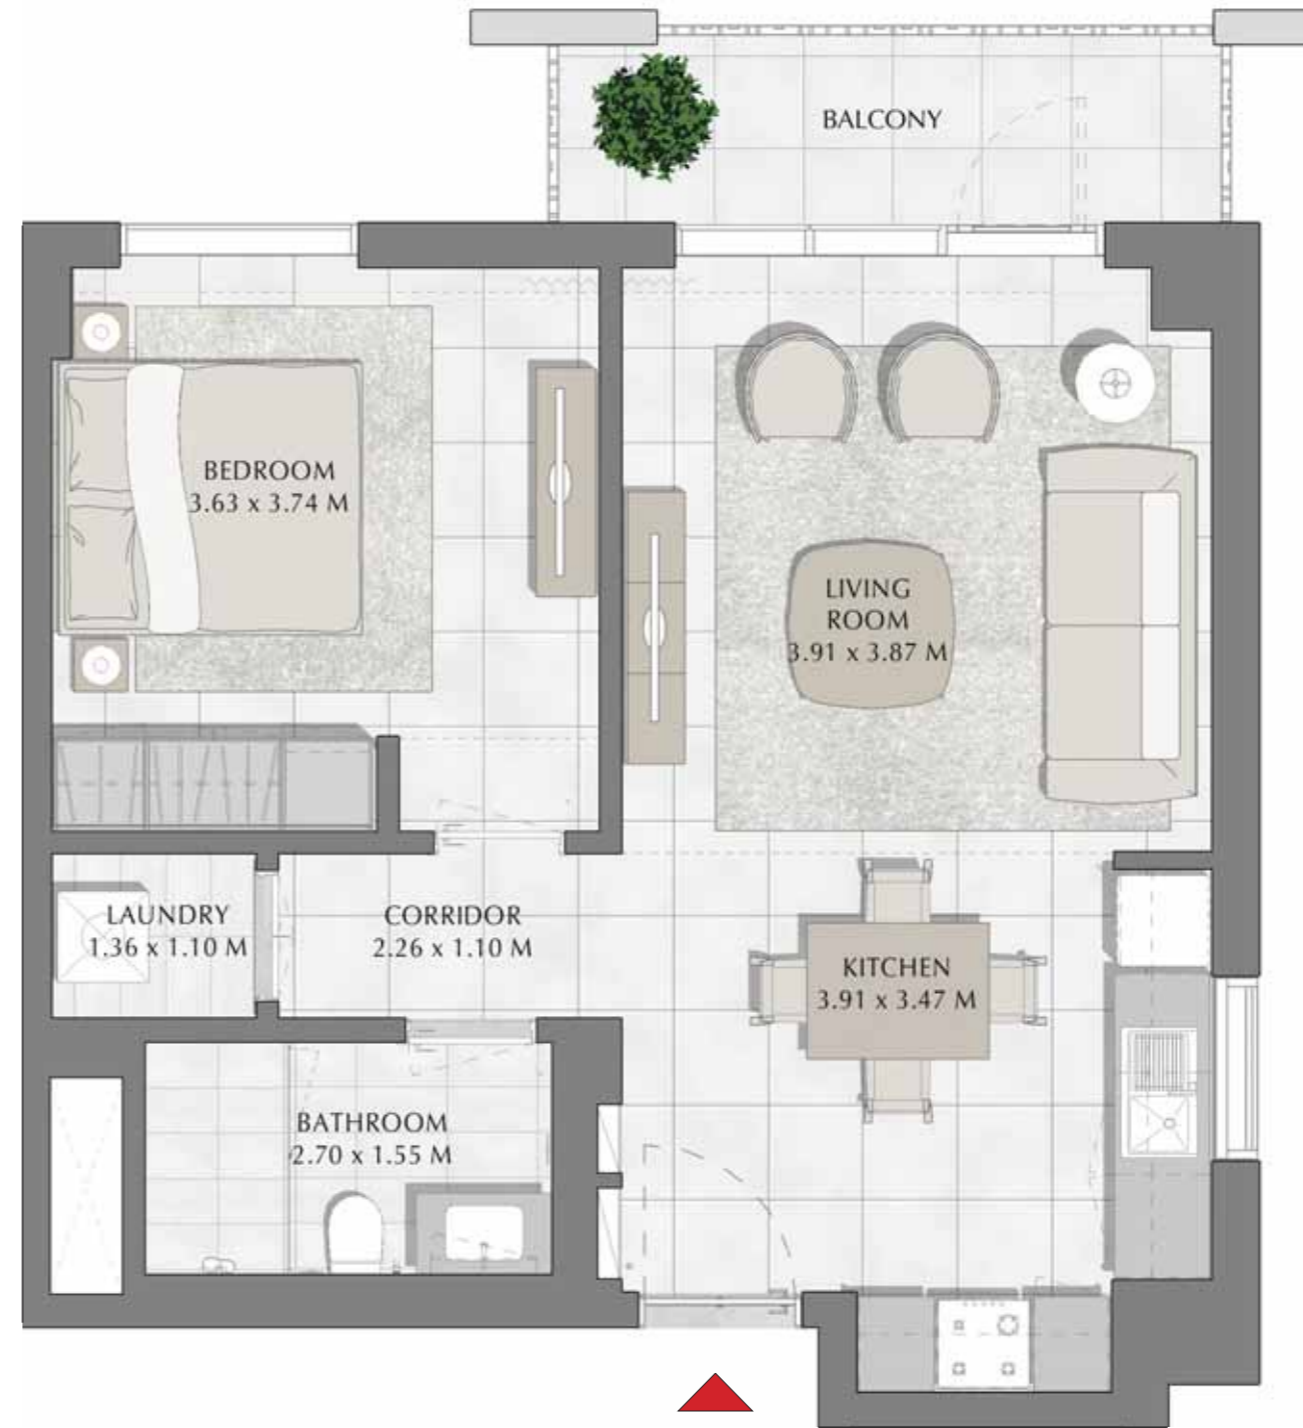 BALCONY
BEDROOM
3.63 x 3.74 M
LIVING
ROOM
3.91 x 3.87 M
LAUNDRY
1.36 x 1.10 M
CORRIDOR
2.26 x 1.10 M
KITCHEN
3.91 x 3.47 M
BATHROOM
2.70 x 1.55 M